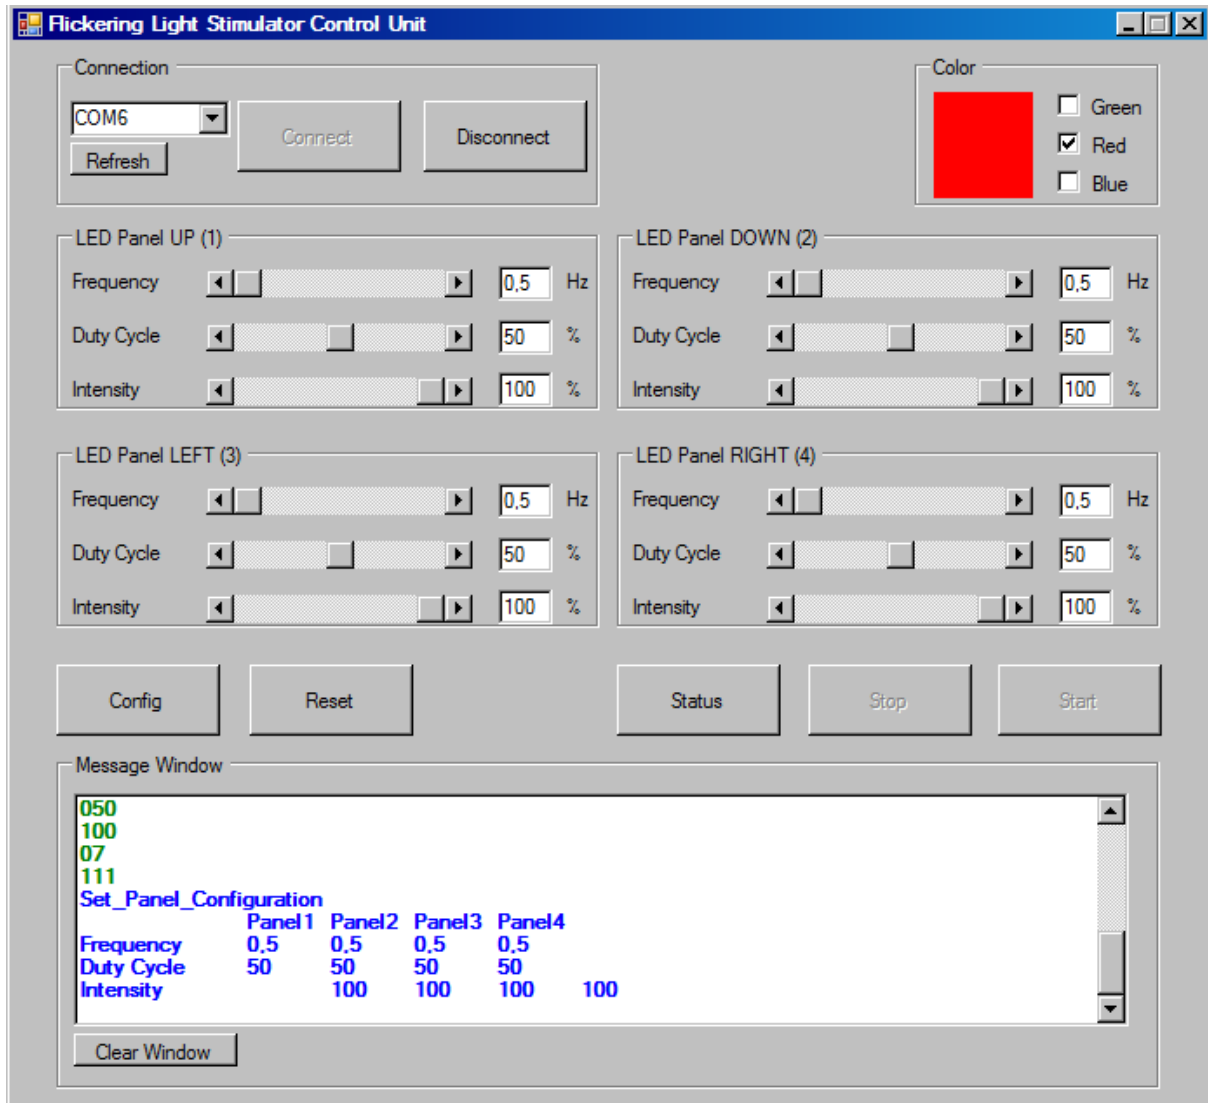 Flickering Light Stimulator Control Unit
Connection
COM6
Connect
Disconnect
Refresh
Color
Green
Red
Blue
LED Panel UP (1)
Frequency 0,5 Hz
Duty Cycle 50 %
Intensity 100 %
LED Panel DOWN (2)
Frequency 0,5 Hz
Duty Cycle 50 %
Intensity 100 %
LED Panel LEFT (3)
Frequency 0,5 Hz
Duty Cycle 50 %
Intensity 100 %
LED Panel RIGHT (4)
Frequency 0,5 Hz
Duty Cycle 50 %
Intensity 100 %
Config Reset Status Stop Start
Message Window
050
100
07
111
Set_Panel_Configuration
Panel1 Panel2 Panel3 Panel4
Frequency 0,5 0,5 0,5 0,5
Duty Cycle 50 50 50 50
Intensity 100 100 100 100
Clear Window